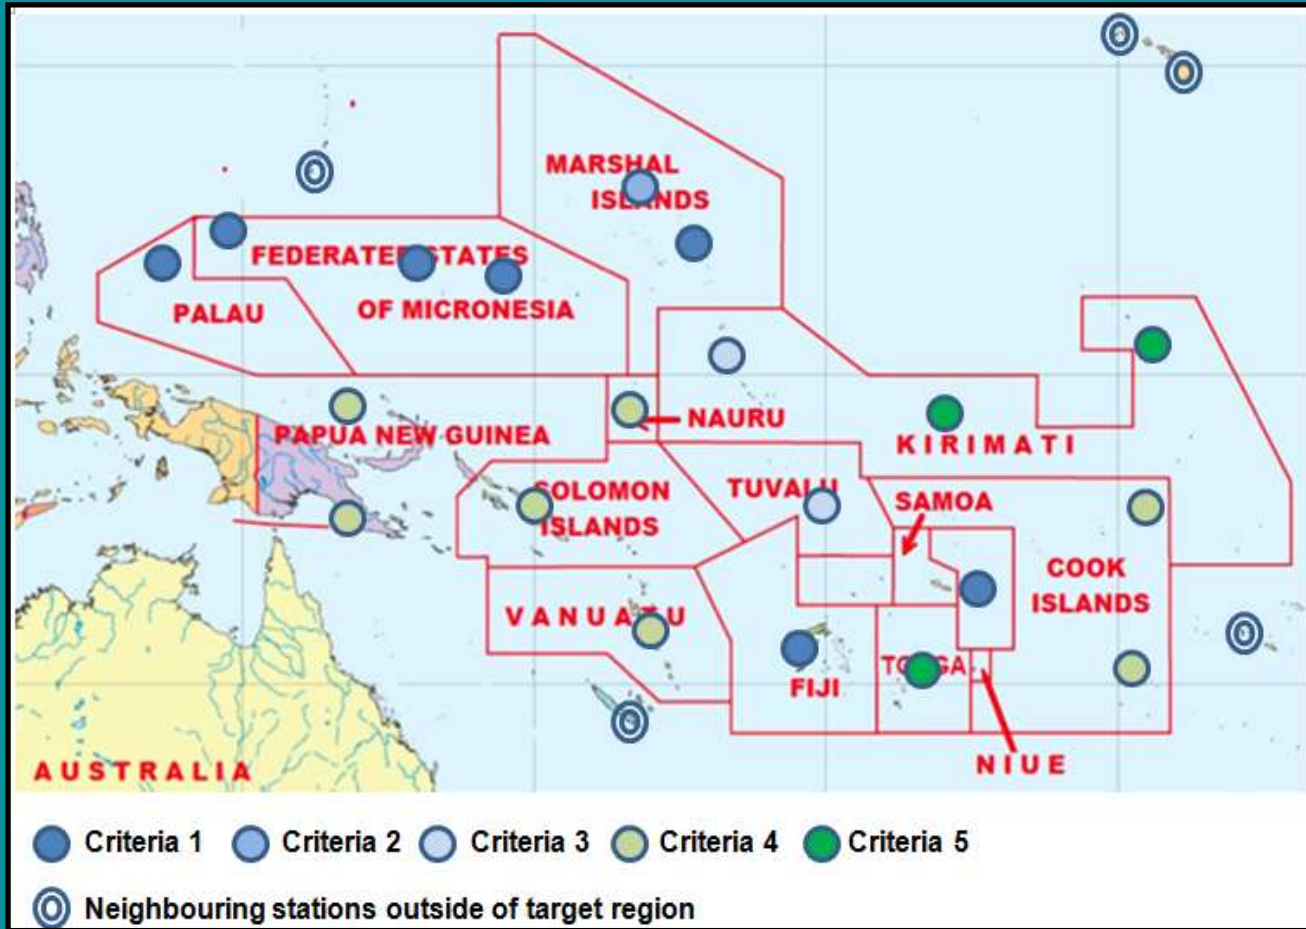 MARSHAL
ISLANDS
FEDERATED STATES
OF MICRONESIA
PALAU
PAPUA NEW GUINEA
NAURU
KIRIMATI
SOLOMON
ISLANDS
TUVALU
SAMOA
COOK
ISLANDS
VANUATU
FIJI
TONGA
NIUE
AUSTRALIA
Criteria 1 Criteria 2 Criteria 3 Criteria 4 Criteria 5
Neighbouring stations outside of target region